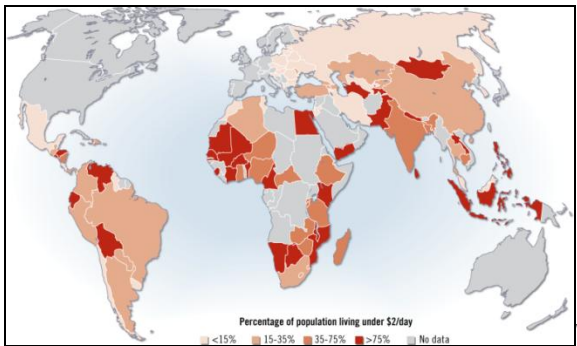 Percentage of population living under $2/day
<15% 15-35% 35-75% >75% No data